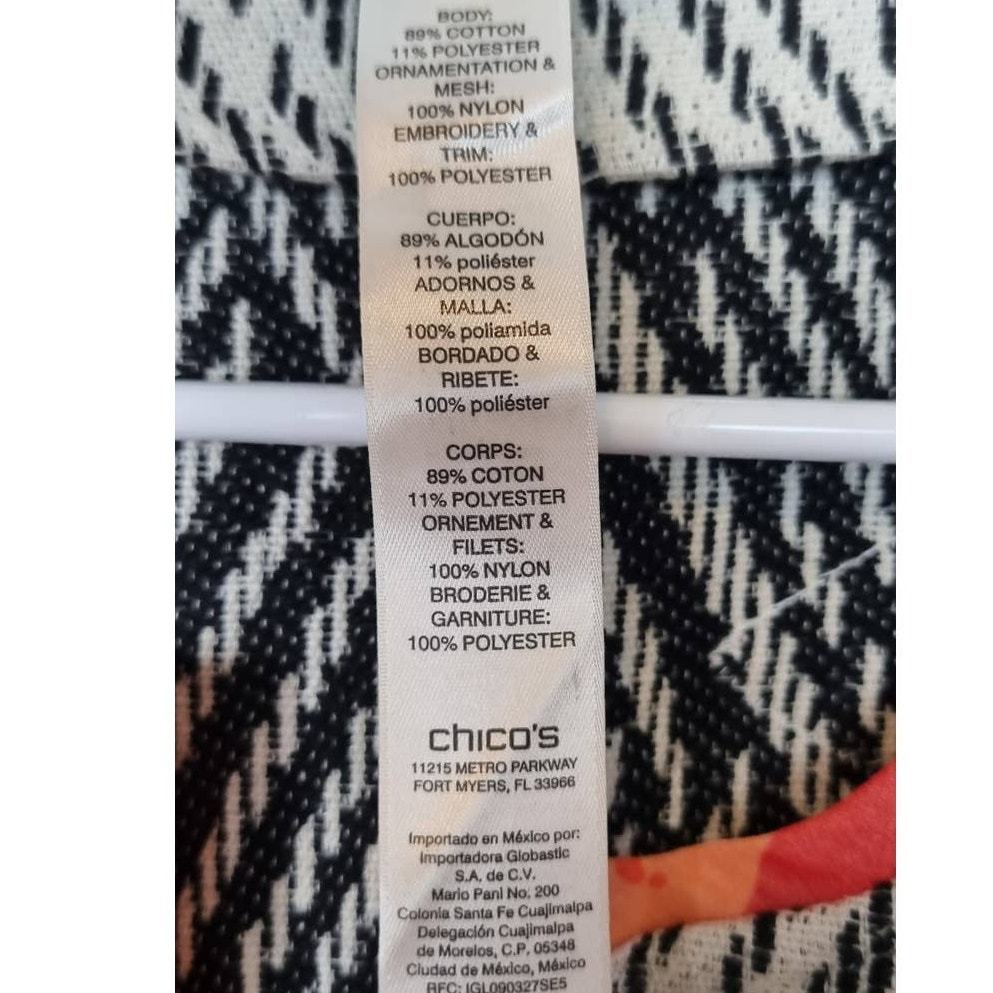 BODY:
89% COTTON
11% POLYESTER
ORNAMENTATION &
MESH:
100% NYLON
EMBROIDERY &
TRIM:
100% POLYESTER
CUERPO:
89% ALGODÓN
11% poliéster
ADORNOS &
MALLA:
100% poliamida
BORDADO &
RIBETE:
100% poliéster
CORPS:
89% COTON
11% POLYESTER
ORNEMENT &
FILETS:
100% NYLON
BRODERIE &
GARNITURE:
100% POLYESTER
chico's
11215 METRO PARKWAY
FORT MYERS, FL 33966
Importado en México por:
Importadora Globastic
S.A. de C.V.
Mario Pani No. 200
Colonia Santa Fe Cuajimalpa
Delegación Cuajimalpa
de Morelos, C.P. 05348
Ciudad de México, México
RFC: IGL090327SE5